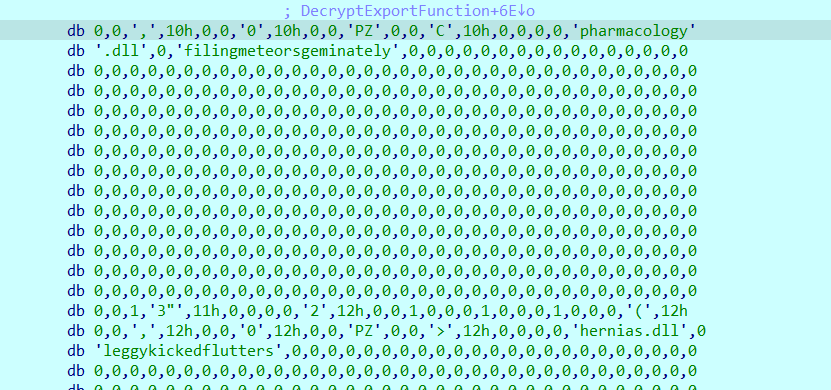 ; DecryptExportFunction+6E↓o
db 0,0,',',10h,0,0,'0',10h,0,0,'PZ',0,0,'C',10h,0,0,0,0,'pharmacology'
db '.dll',0,'filingmeteorsgeminately',0,0,0,0,0,0,0,0,0,0,0,0,0,0,0,0
db 0,0,0,0,0,0,0,0,0,0,0,0,0,0,0,0,0,0,0,0,0,0,0,0,0,0,0,0,0,0,0,0,0,0
db 0,0,0,0,0,0,0,0,0,0,0,0,0,0,0,0,0,0,0,0,0,0,0,0,0,0,0,0,0,0,0,0,0,0
db 0,0,0,0,0,0,0,0,0,0,0,0,0,0,0,0,0,0,0,0,0,0,0,0,0,0,0,0,0,0,0,0,0,0
db 0,0,0,0,0,0,0,0,0,0,0,0,0,0,0,0,0,0,0,0,0,0,0,0,0,0,0,0,0,0,0,0,0,0
db 0,0,0,0,0,0,0,0,0,0,0,0,0,0,0,0,0,0,0,0,0,0,0,0,0,0,0,0,0,0,0,0,0,0
db 0,0,0,0,0,0,0,0,0,0,0,0,0,0,0,0,0,0,0,0,0,0,0,0,0,0,0,0,0,0,0,0,0,0
db 0,0,0,0,0,0,0,0,0,0,0,0,0,0,0,0,0,0,0,0,0,0,0,0,0,0,0,0,0,0,0,0,0,0
db 0,0,0,0,0,0,0,0,0,0,0,0,0,0,0,0,0,0,0,0,0,0,0,0,0,0,0,0,0,0,0,0,0,0
db 0,0,0,0,0,0,0,0,0,0,0,0,0,0,0,0,0,0,0,0,0,0,0,0,0,0,0,0,0,0,0,0,0,0
db 0,0,0,0,0,0,0,0,0,0,0,0,0,0,0,0,0,0,0,0,0,0,0,0,0,0,0,0,0,0,0,0,0,0
db 0,0,0,0,0,0,0,0,0,0,0,0,0,0,0,0,0,0,0,0,0,0,0,0,0,0,0,0,0,0,0,0,0,0
db 0,0,0,0,0,0,0,0,0,0,0,0,0,0,0,0,0,0,0,0,0,0,0,0,0,0,0,0,0,0,0,0,0,0
db 0,0,1,'3"',11h,0,0,0,0,'2',12h,0,0,1,0,0,0,1,0,0,0,1,0,0,0,'(',12h
db 0,0,',',12h,0,0,'0',12h,0,0,'PZ',0,0,'>',12h,0,0,0,0,'hernias.dll',0
db 'leggykickedflutters',0,0,0,0,0,0,0,0,0,0,0,0,0,0,0,0,0,0,0,0,0,0,0
db 0,0,0,0,0,0,0,0,0,0,0,0,0,0,0,0,0,0,0,0,0,0,0,0,0,0,0,0,0,0,0,0,0,0